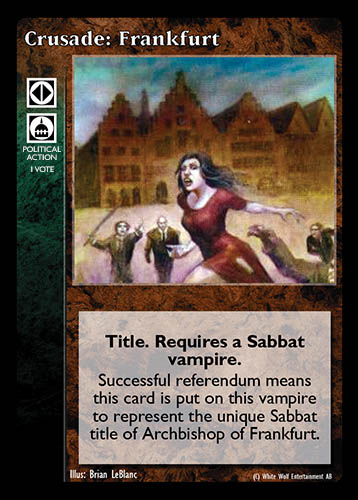 Crusade: Frankfurt
POLITICAL
ACTION
1 VOTE
Title. Requires a Sabbat
vampire.
Successful referendum means
this card is put on this vampire
to represent the unique Sabbat
title of Archbishop of Frankfurt.
Illus: Brian LeBlanc
(C) White Wolf Entertainment AB